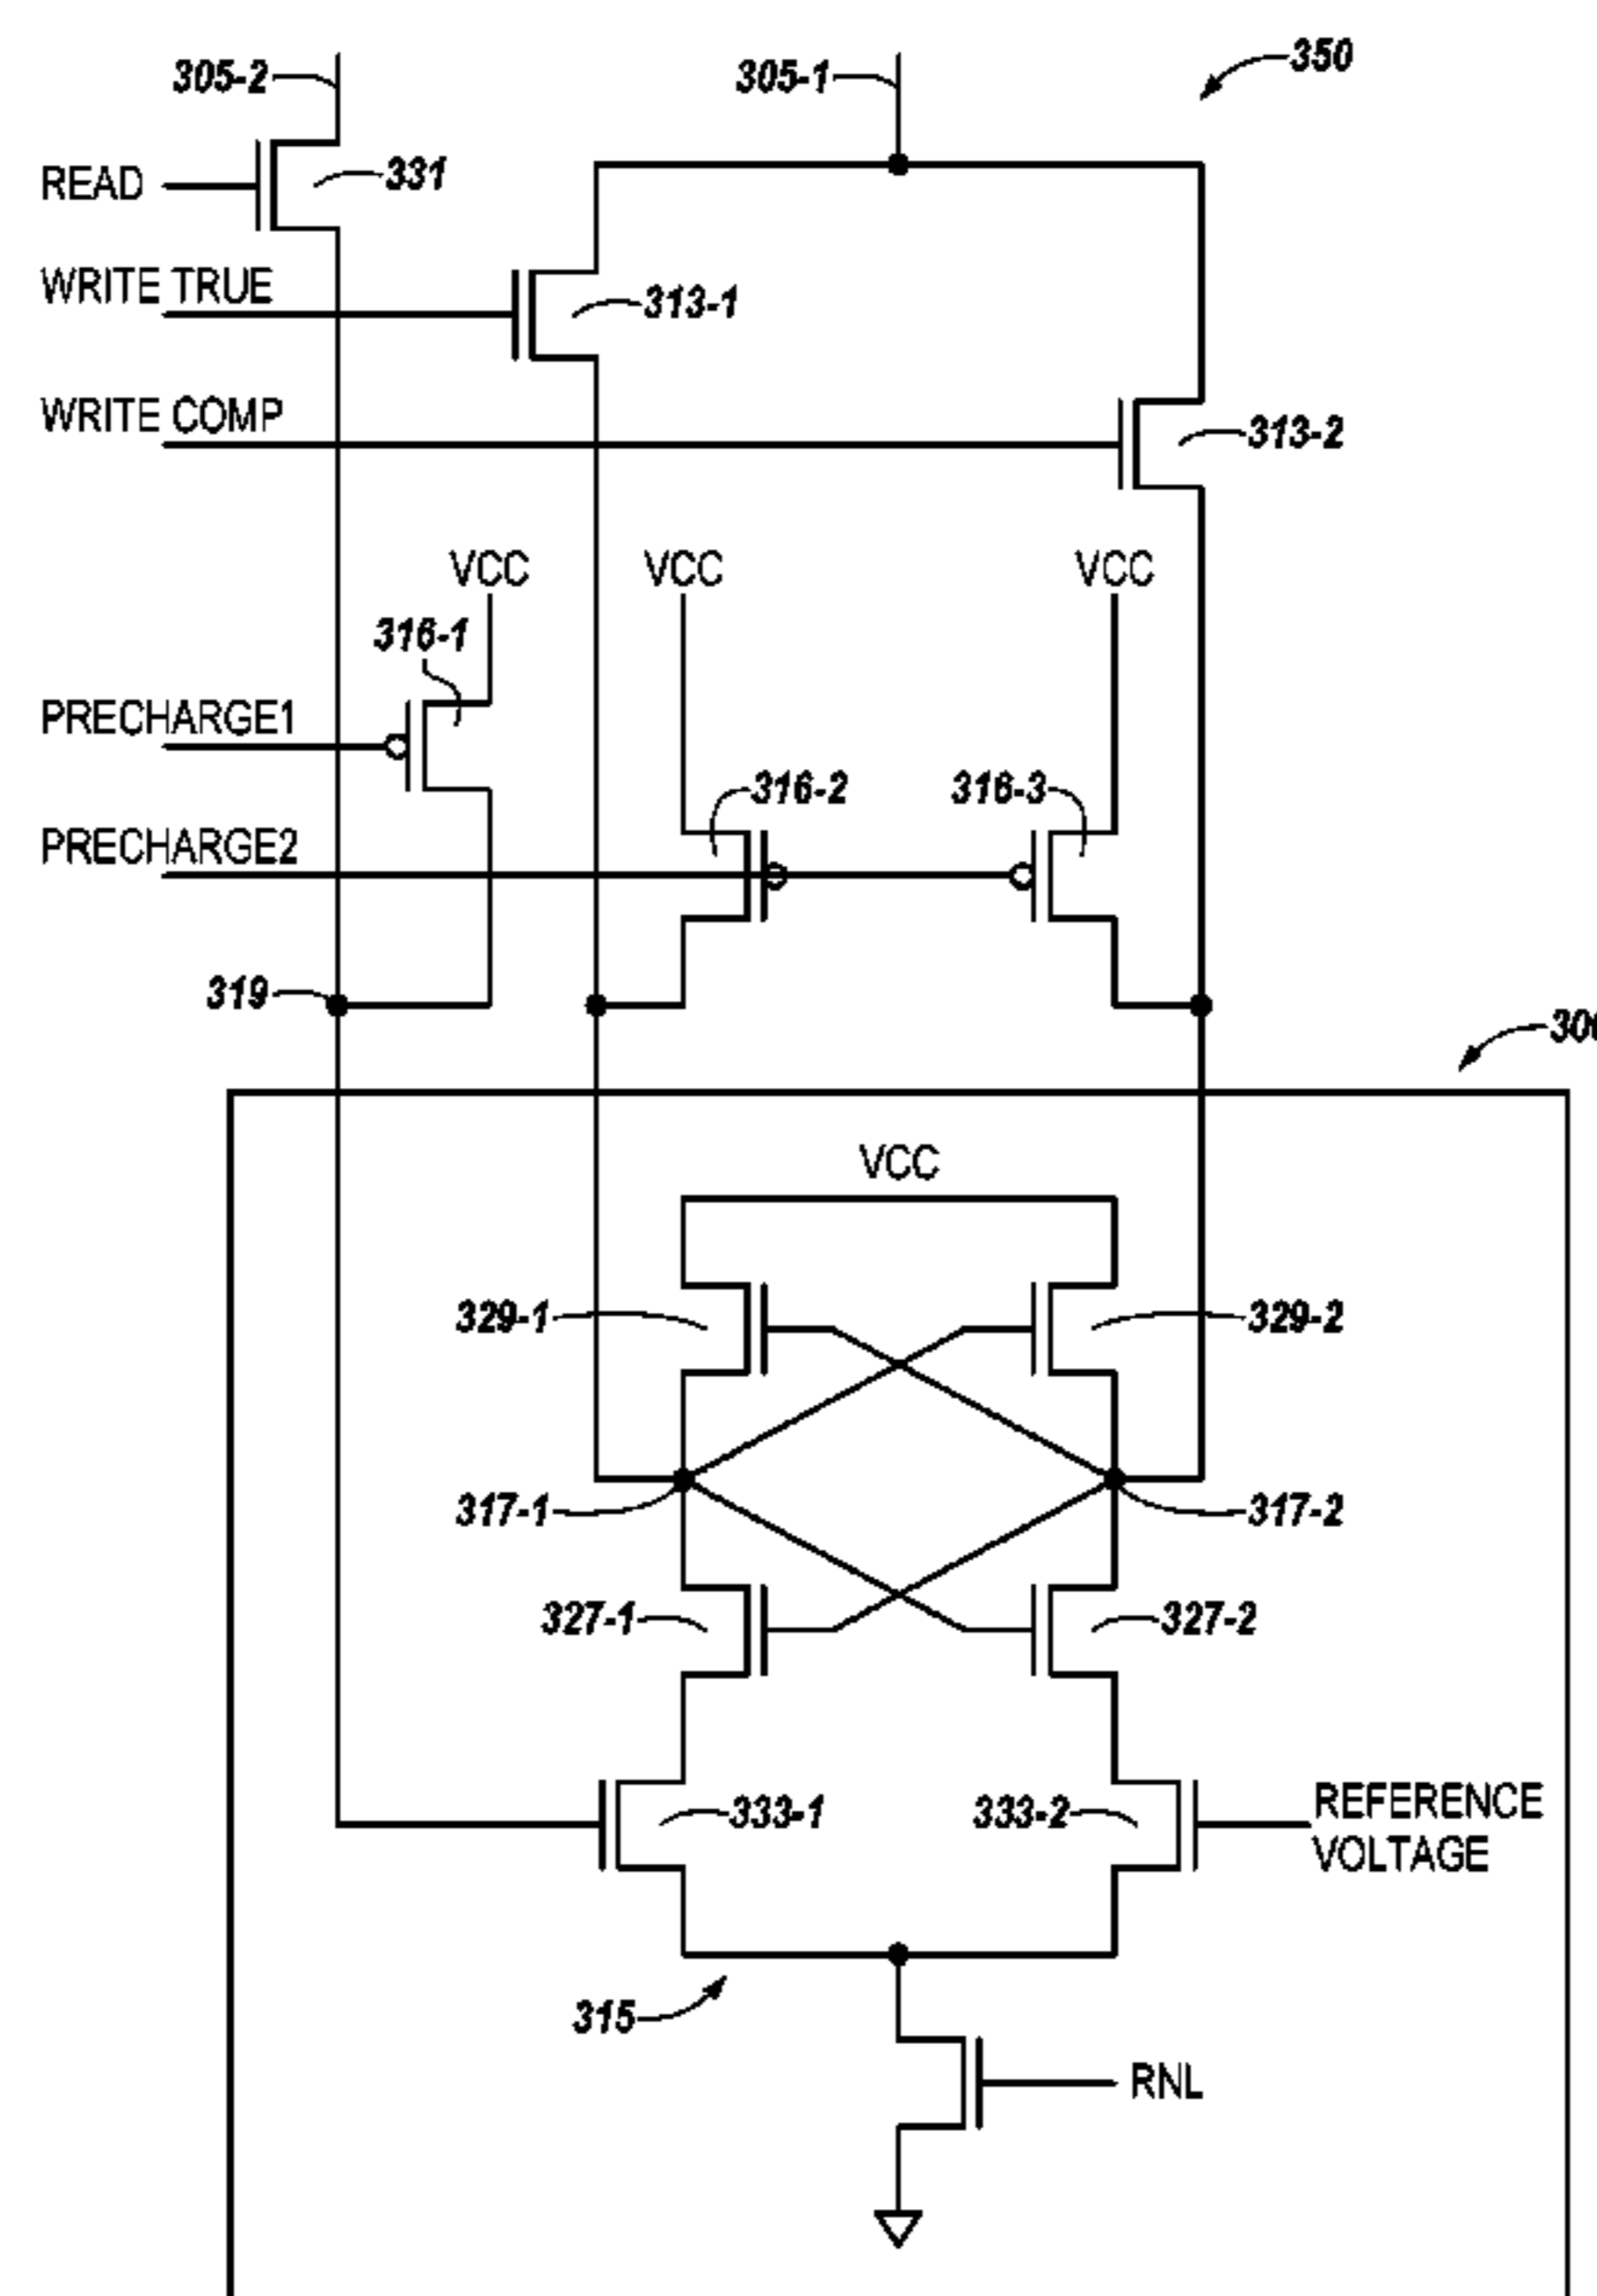 350
305-2
305-1
READ
331
WRITE TRUE
313-1
WRITE COMP
313-2
VCC
VCC
VCC
316-1
PRECHARGE1
316-2
316-3
PRECHARGE2
319
VCC
329-1
329-2
317-1
317-2
327-1
327-2
333-1
333-2
REFERENCE
VOLTAGE
315
RNL